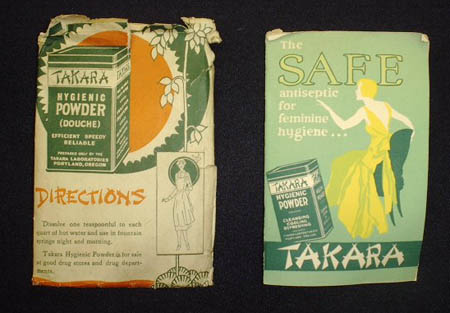 TAKARA
HYGIENIC
POWDER
(DOUCHE)
EFFICIENT SPEEDY
RELIABLE
PREPARED ONLY BY THE
TAKARA LABORATORIES
PORTLAND, OREGON
DIRECTIONS
Dissolve one teaspoonful to each
quart of hot water and use in fountain
syringe night and morning.
Takara Hygienic Powder is for sale
at good drug stores and drug depart-
ments.
The
SAFE
antiseptic
for
feminine
hygiene...
TAKARA
HYGIENIC
POWDER
CLEANSING
COOLING
REFRESHING
TAKARA